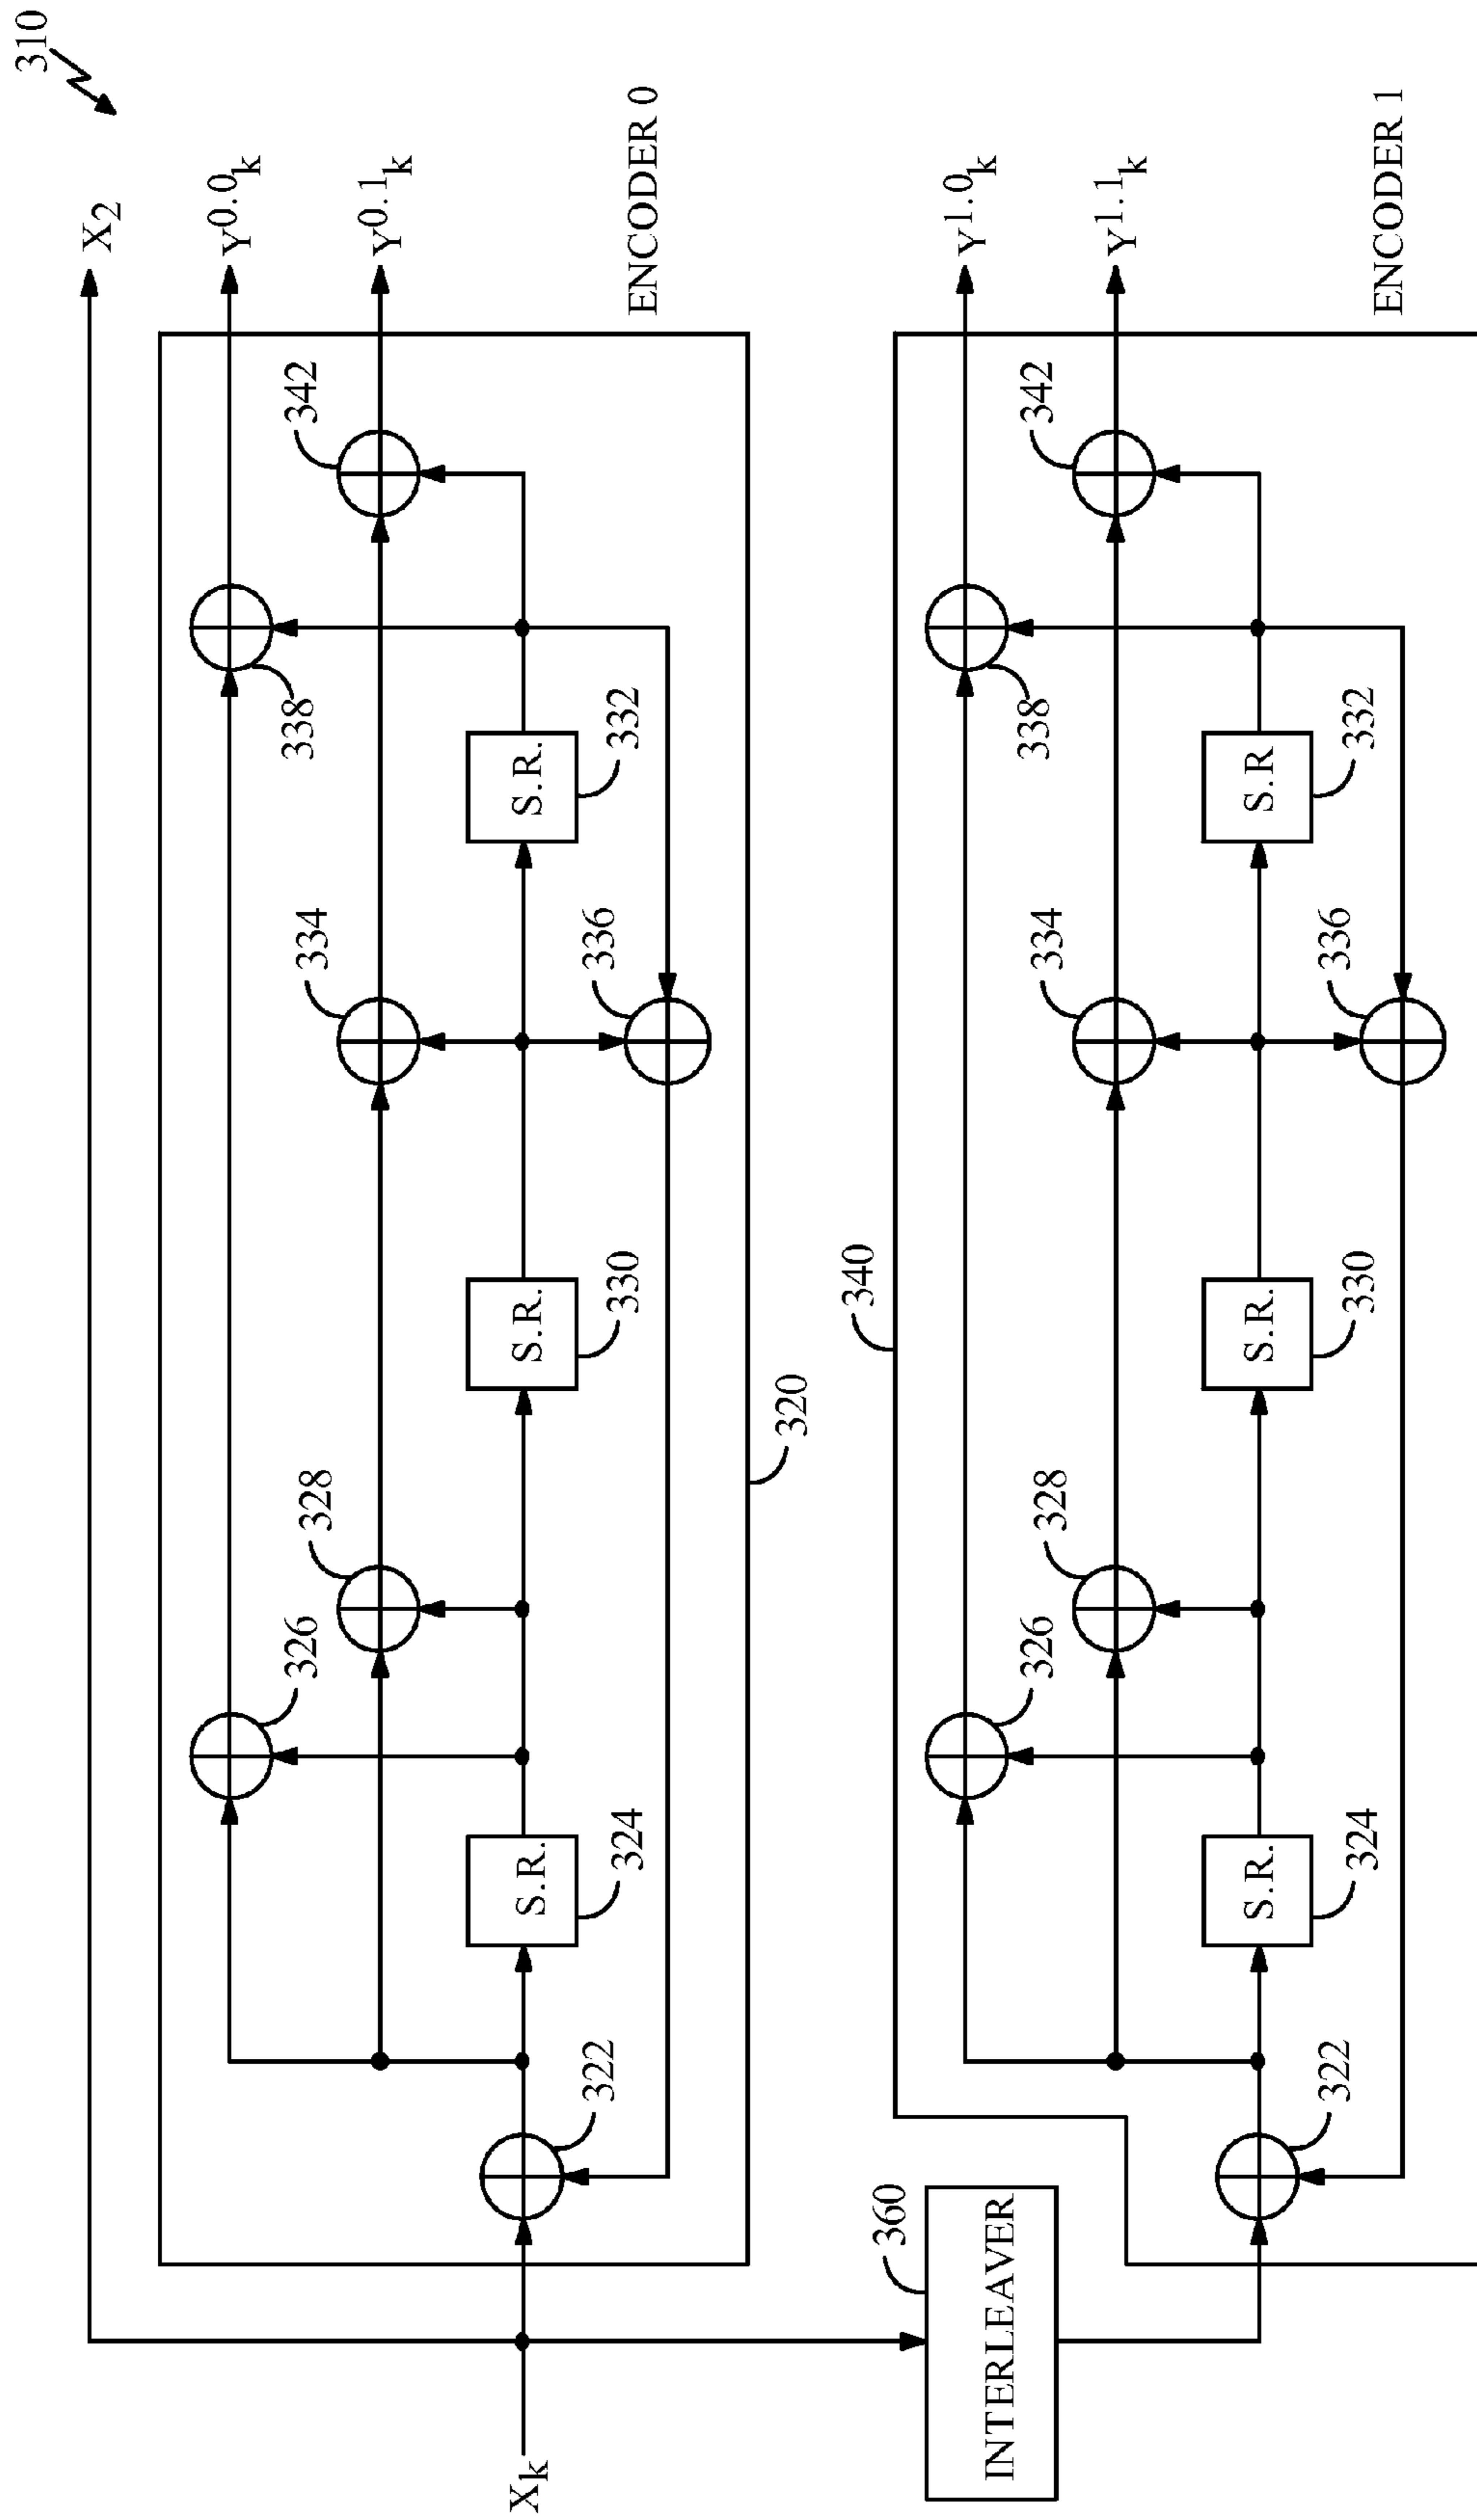 310
X2
Y0.0k
Y0.1k
ENCODER 0
342
338
332
334
336
S.R.
330
S.R.
328
326
324
S.R.
322
320
Xk
360
INTERLEAVER
340
Y1.0k
Y1.1k
ENCODER 1
342
338
332
S.R
334
336
330
S.R.
328
326
324
S.R.
322